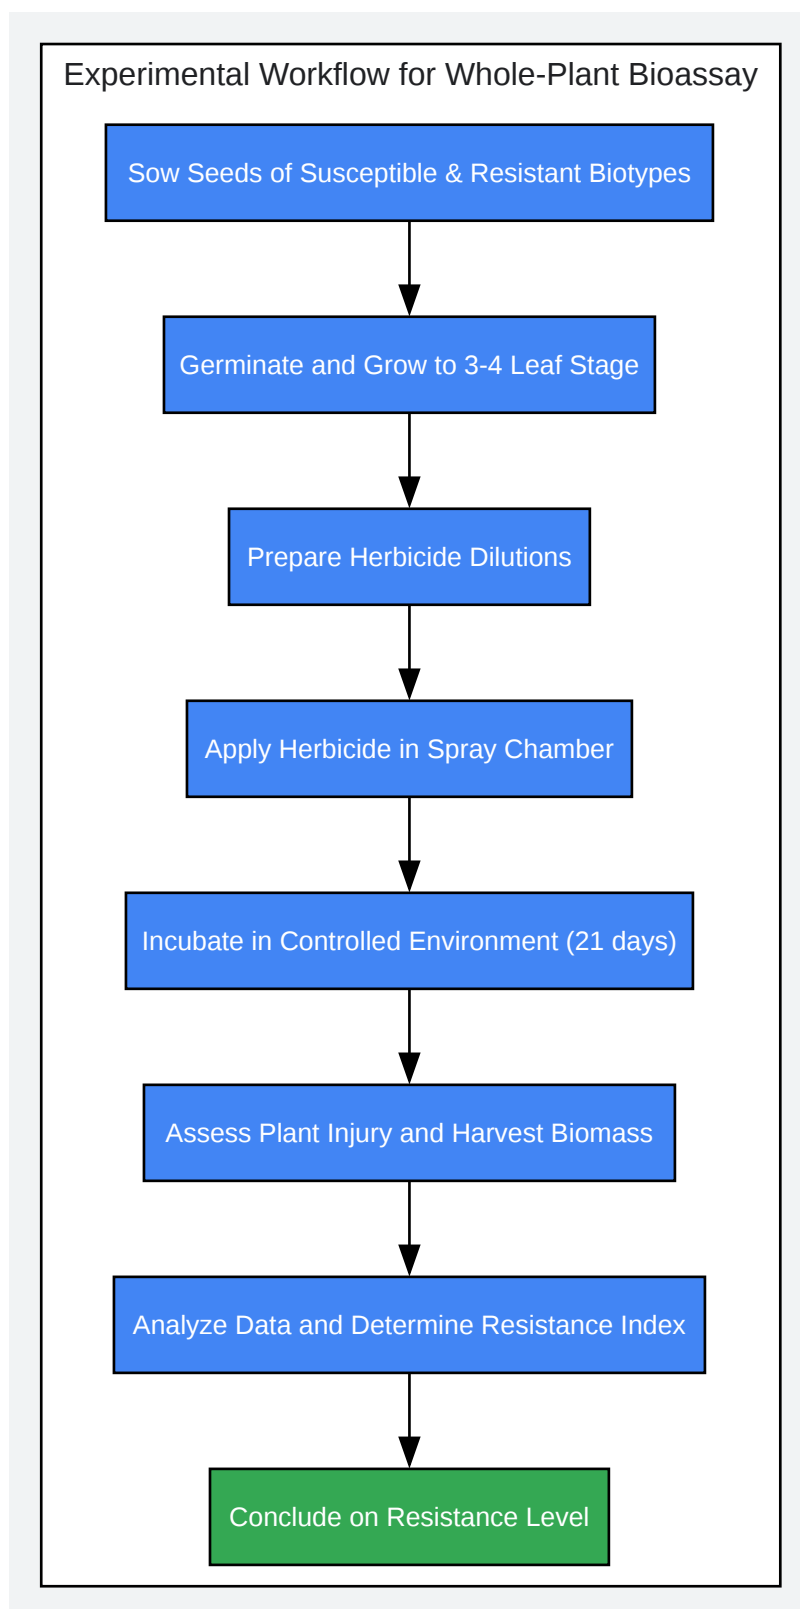 Experimental Workflow for Whole-Plant Bioassay
Sow Seeds of Susceptible & Resistant Biotypes
Germinate and Grow to 3-4 Leaf Stage
Prepare Herbicide Dilutions
Apply Herbicide in Spray Chamber
Incubate in Controlled Environment (21 days)
Assess Plant Injury and Harvest Biomass
Analyze Data and Determine Resistance Index
Conclude on Resistance Level